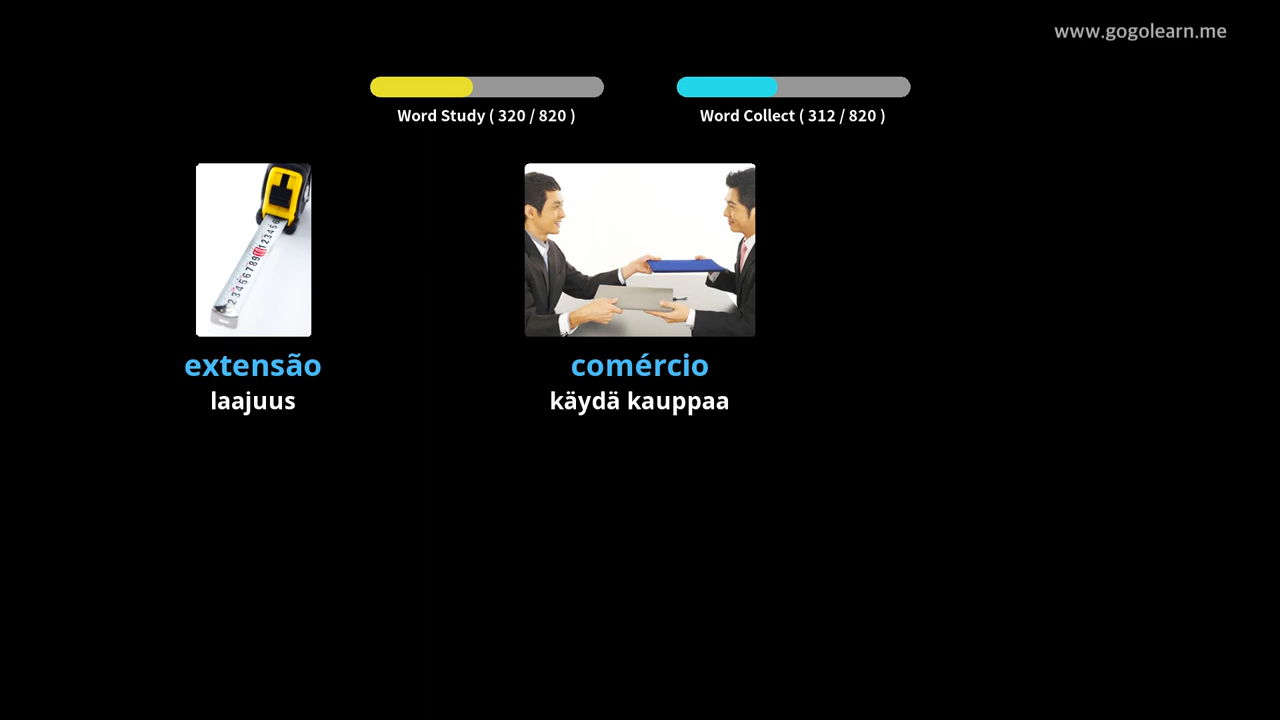 www.gogolearn.me
Word Study ( 320 / 820 )
Word Collect ( 312 / 820 )
extensão
laajuus
comércio
käydä kauppaa